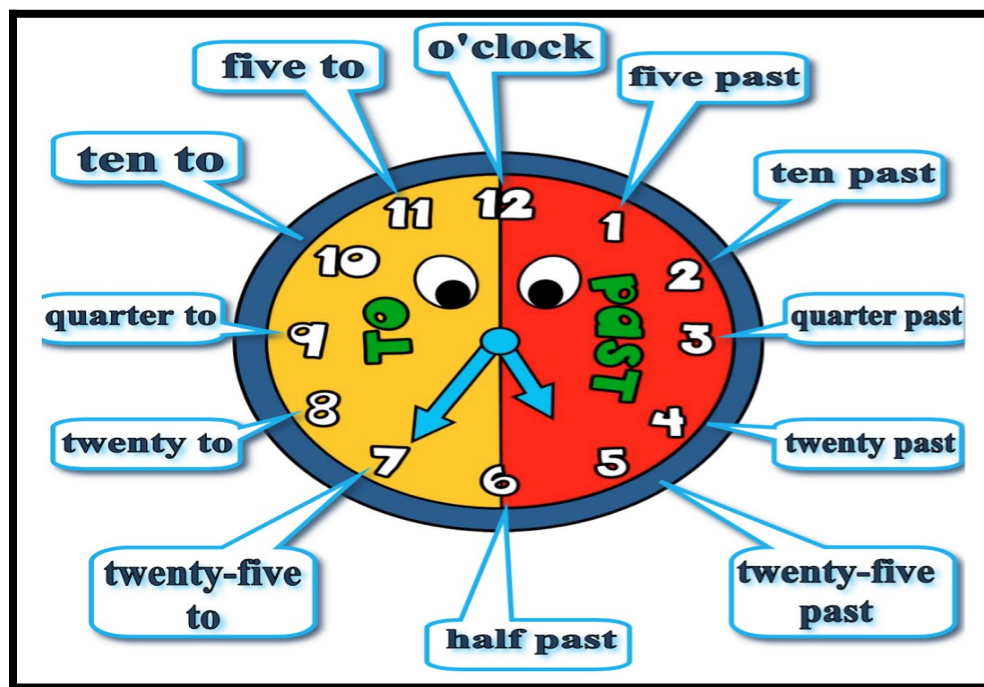 o'clock
five to
five past
ten to
ten past
11
12
1
10
2
TO
PAST
quarter to
9
3
quarter past
8
4
twenty to
twenty past
7
6
5
twenty-five
to
half past
twenty-five
past